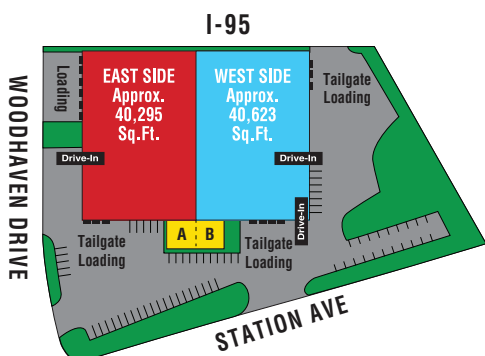 I-95
WOODHAVEN DRIVE
Loading
EAST SIDE
Approx.
40,295
Sq.Ft.
WEST SIDE
Approx.
40,623
Sq.Ft.
Tailgate
Loading
Drive-In
Drive-In
Drive-In
Tailgate
Loading
A
B
Tailgate
Loading
STATION AVE